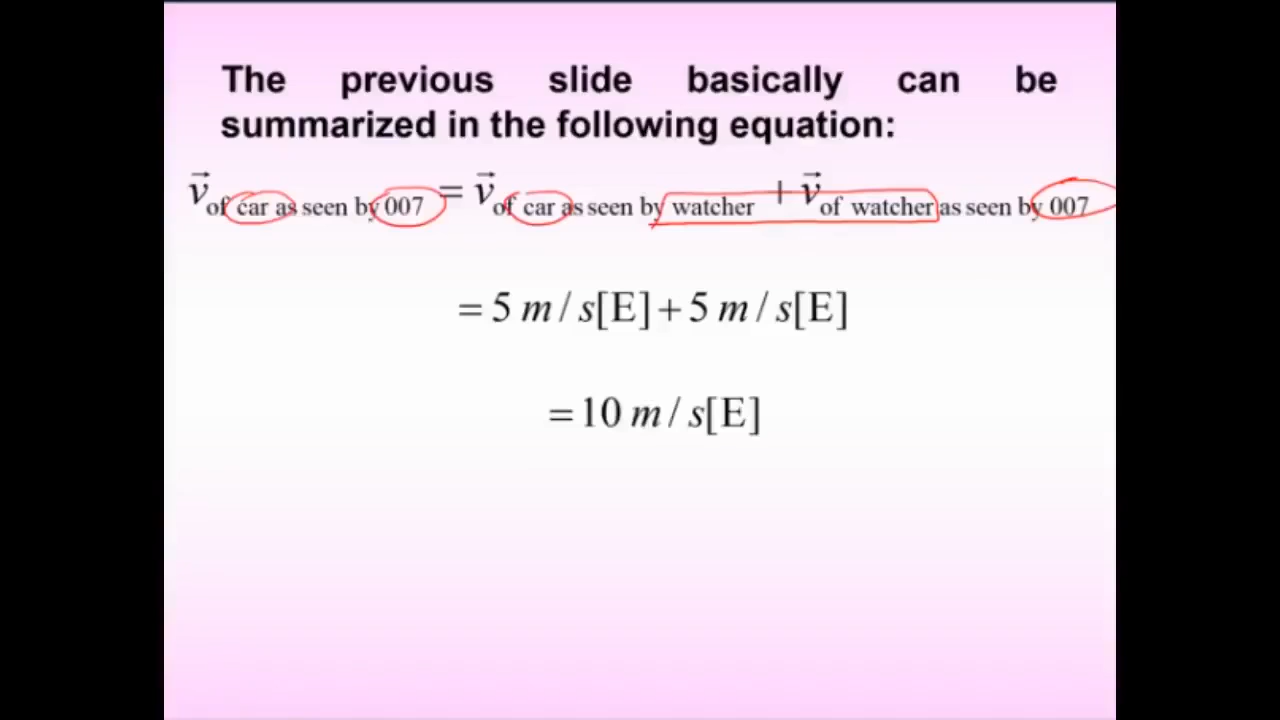 The previous slide basically can be
summarized in the following equation:
v⃗ of car as seen by 007 = v⃗ of car as seen by watcher + v⃗ of watcher as seen by 007
= 5 m / s[E] + 5 m / s[E]
= 10 m / s[E]